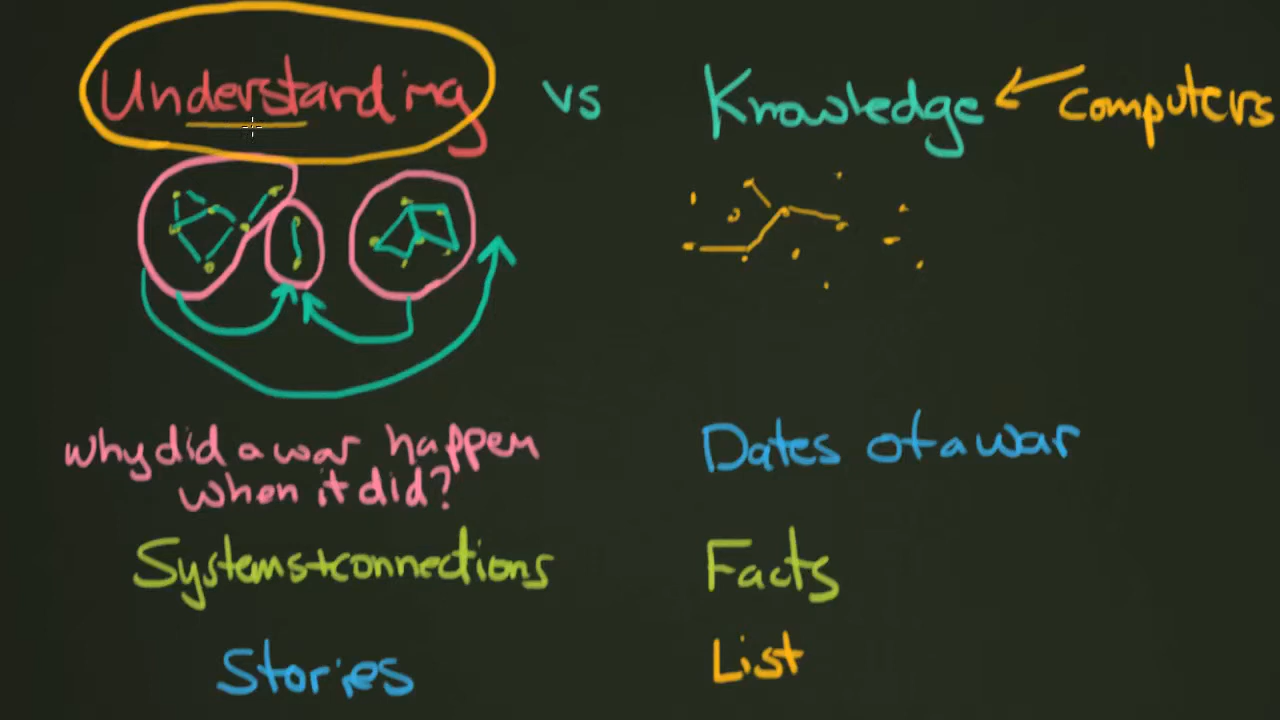 Understanding vs Knowledge computers
why did a war happen
when it did?
Dates of a war
Systems+connections
Facts
Stories
List